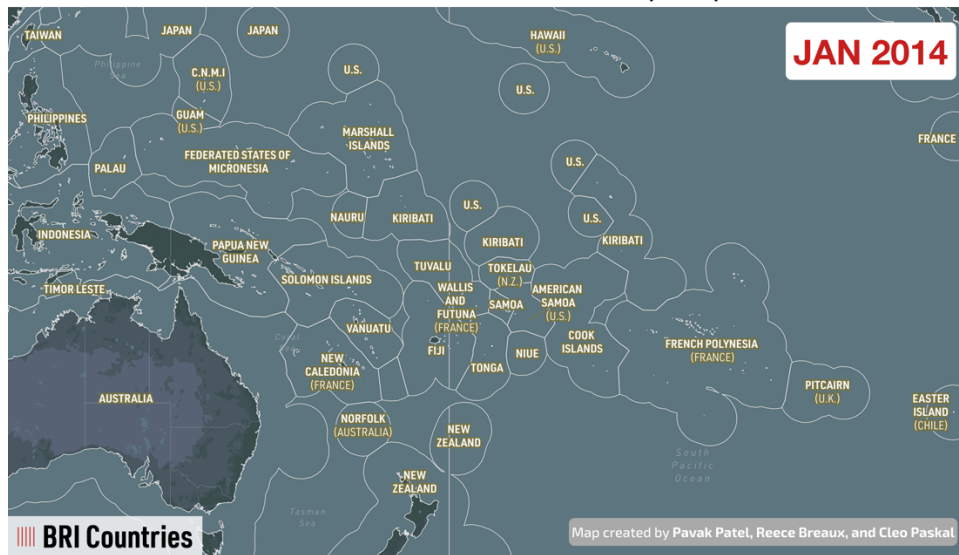 TAIWAN
JAPAN
JAPAN
HAWAII
(U.S.)
JAN 2014
Philippine
Sea
C.N.M.I
(U.S.)
U.S.
U.S.
GUAM
(U.S.)
PHILIPPINES
MARSHALL
ISLANDS
FRANCE
FEDERATED STATES OF
MICRONESIA
PALAU
U.S.
NAURU
KIRIBATI
U.S.
U.S.
INDONESIA
PAPUA NEW
GUINEA
KIRIBATI
KIRIBATI
TUVALU
TOKELAU
(N.Z.)
SOLOMON ISLANDS
TIMOR LESTE
WALLIS
AND
FUTUNA
(FRANCE)
SAMOA
AMERICAN
SAMOA
(U.S.)
VANUATU
Coral
Sea
FIJI
NIUE
COOK
ISLANDS
FRENCH POLYNESIA
(FRANCE)
NEW
CALEDONIA
(FRANCE)
TONGA
PITCAIRN
(U.K.)
AUSTRALIA
EASTER
ISLAND
(CHILE)
NORFOLK
(AUSTRALIA)
NEW
ZEALAND
South
Pacific
Ocean
NEW
ZEALAND
Tasman
Sea
BRI Countries
Map created by Pavak Patel, Reece Breaux, and Cleo Paskal